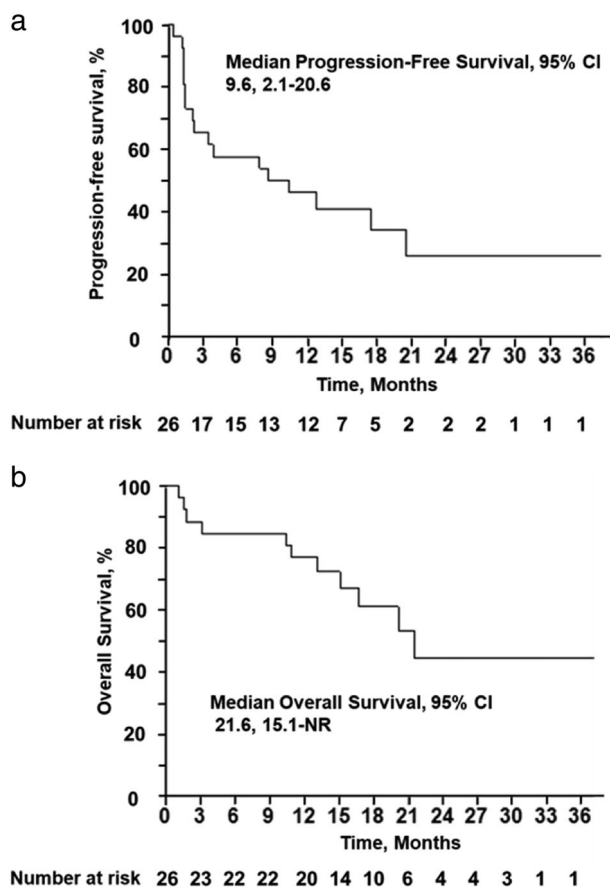 a
Median Progression-Free Survival, 95% CI
9.6, 2.1-20.6
Progression-free survival, %
100
80
60
40
20
0
0 3 6 9 12 15 18 21 24 27 30 33 36
Time, Months
Number at risk 26 17 15 13 12 7 5 2 2 2 1 1 1
b
Overall Survival, %
100
80
60
40
20
0
Median Overall Survival, 95% CI
21.6, 15.1-NR
0 3 6 9 12 15 18 21 24 27 30 33 36
Time, Months
Number at risk 26 23 22 22 20 14 10 6 4 4 3 1 1